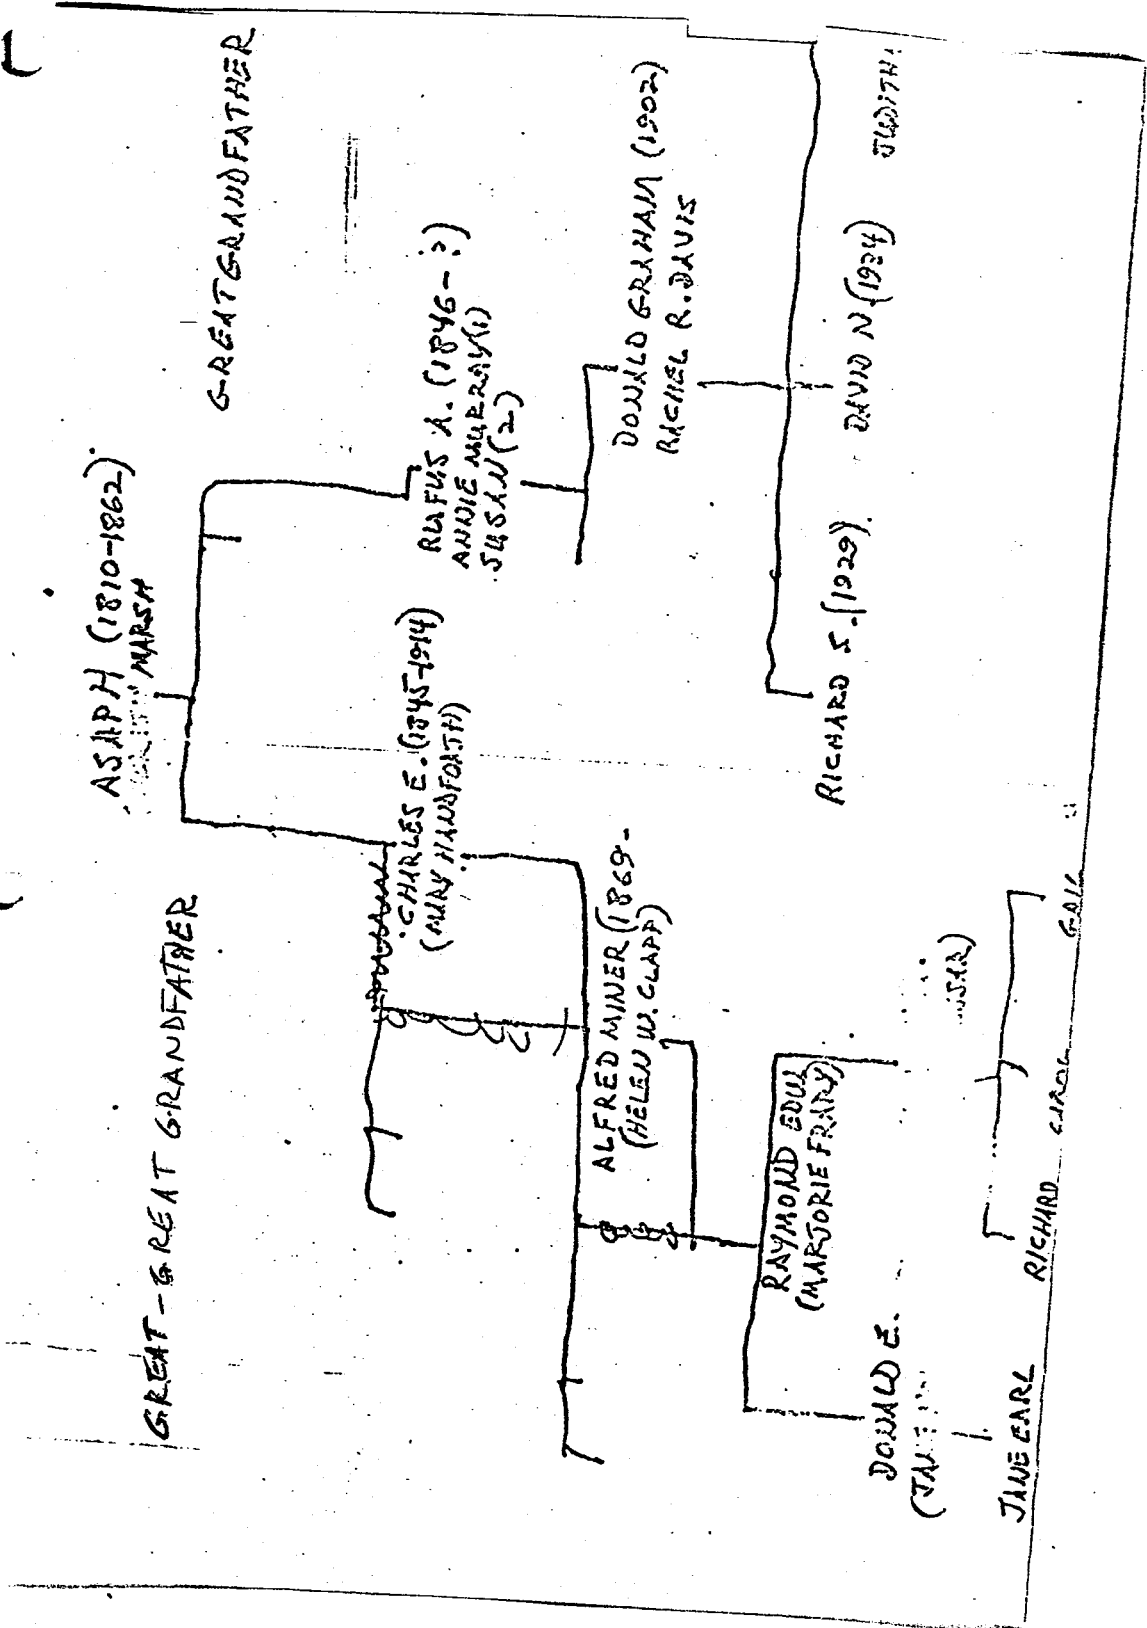 GREAT-GREAT GRANDFATHER
ASAPH (1810-1862)
MARSH
GREAT GRANDFATHER
CHARLES E. (1845-1914)
(MARY HANDFORTH)
RUFUS A. (1846-?)
ANNIE MURRAY(1)
SUSAN (2)
ALFRED MINER (1869-
(HELEN W. CLAPP)
DONALD GRAHAM (1902)
RACHEL R. DAVIS
RAYMOND EDW
(MARJORIE FRARY)
RICHARD S. (1929)
DAVID N. (1934)
JUDITH
DONALD E.
JANE EARL
RICHARD
CAROL
GAIL